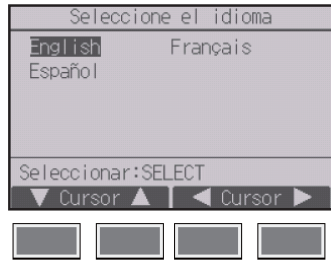 Seleccione el idioma
English Français
Español
Seleccionar:SELECT
▼ Cursor ▲ ◀ Cursor ▶